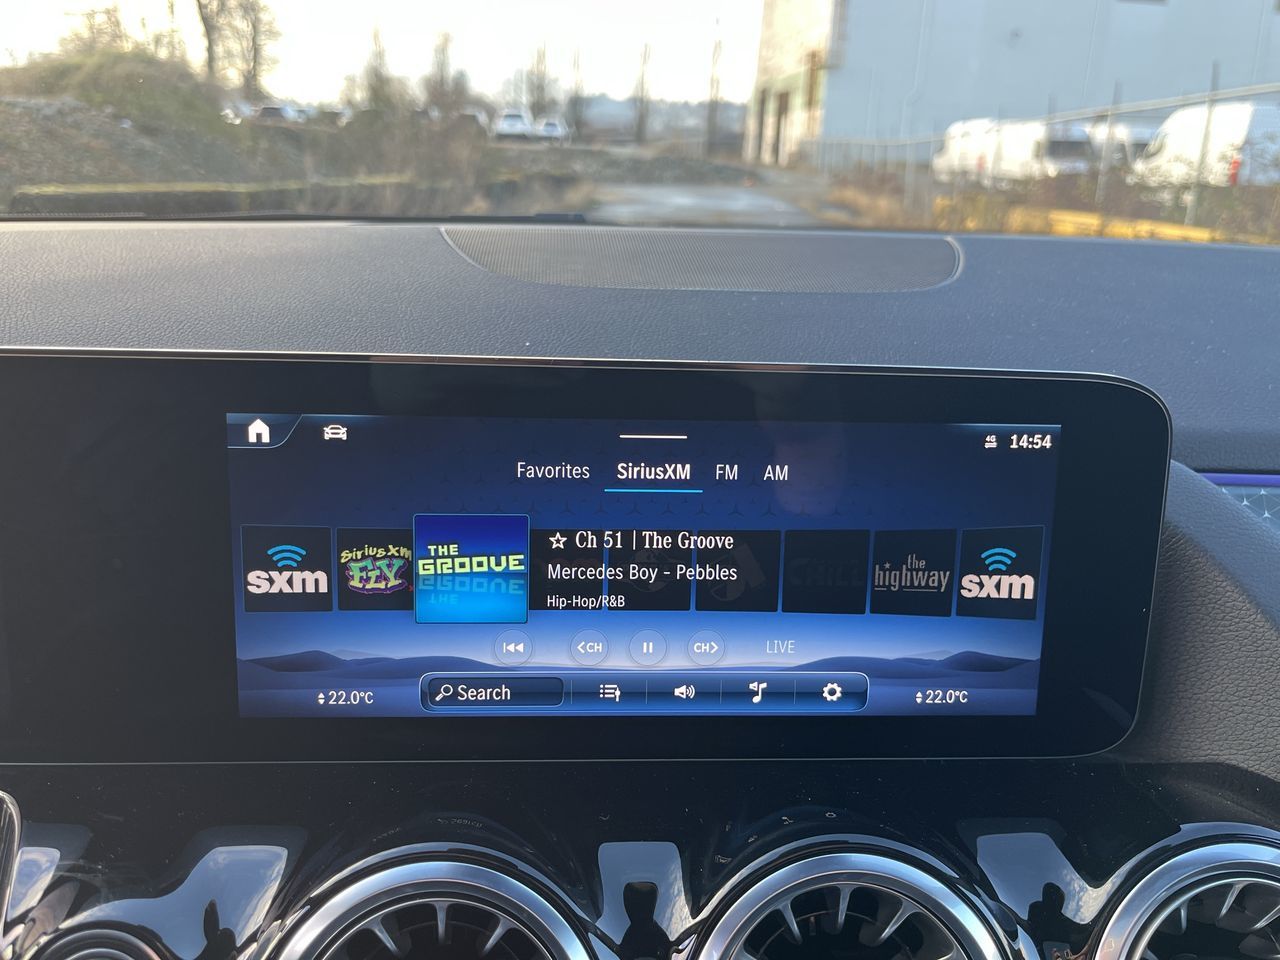 4G
14:54
Favorites SiriusXM FM AM
sxm
SiriusXM
FLY
THE
GROOVE
Ch 51 | The Groove
Mercedes Boy - Pebbles
Hip-Hop/R&B
the
highway
sxm
CH CH LIVE
22.0°C Search 22.0°C